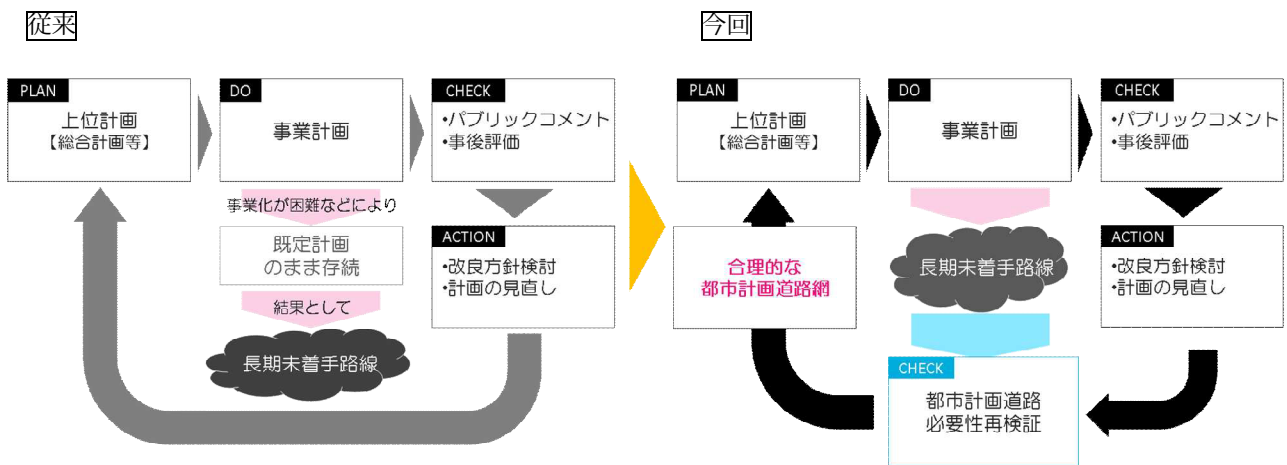 従来
PLAN
上位計画
【総合計画等】
DO
事業計画
CHECK
・パブリックコメント
・事後評価
事業化が困難などにより
既定計画
のまま存続
結果として
長期未着手路線
ACTION
・改良方針検討
・計画の見直し
今回
PLAN
上位計画
【総合計画等】
DO
事業計画
CHECK
・パブリックコメント
・事後評価
合理的な
都市計画道路網
長期未着手路線
ACTION
・改良方針検討
・計画の見直し
CHECK
都市計画道路
必要性再検証